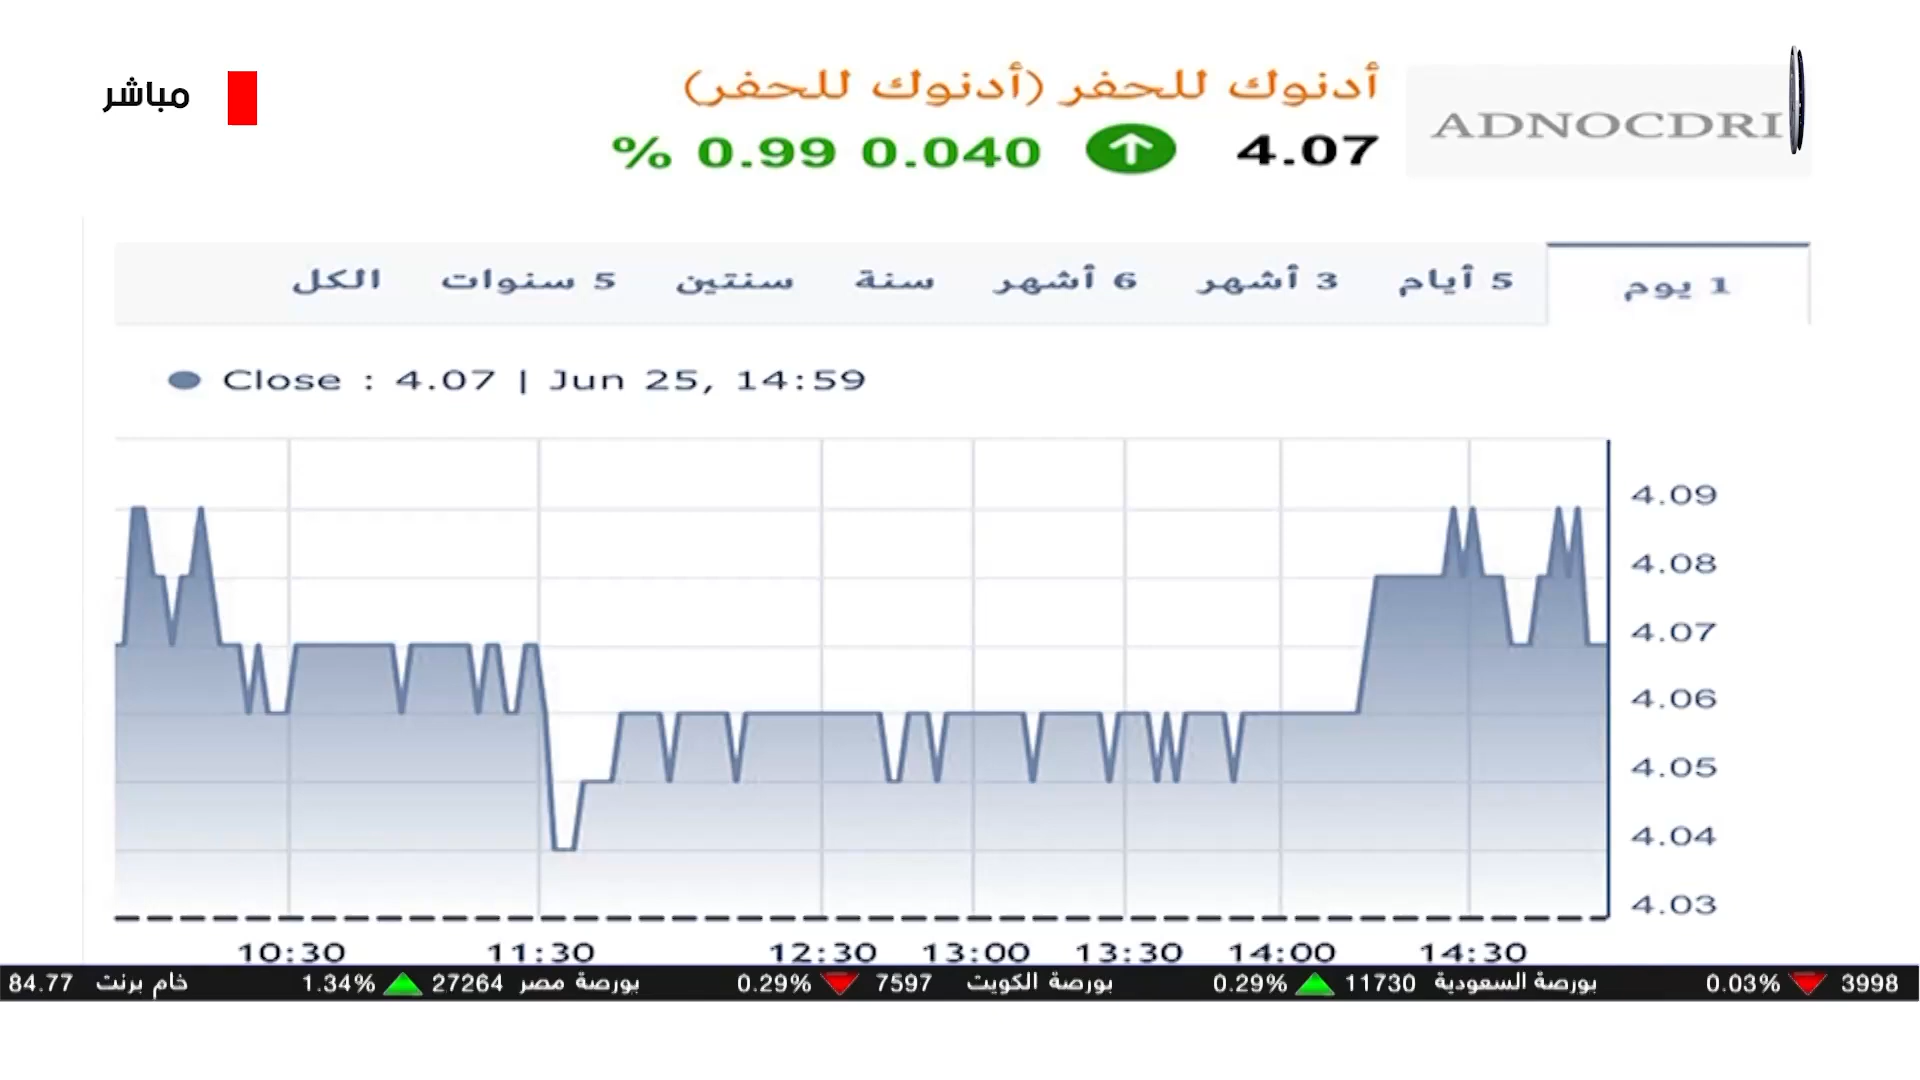 مباشر
أدنوك للحفر (أدنوك للحفر)
ADNOCDRI
4.07 0.040 0.99 %
1 يوم 5 أيام 3 أشهر 6 أشهر سنة سنتين 5 سنوات الكل
Close : 4.07 | Jun 25, 14:59
4.09
4.08
4.07
4.06
4.05
4.04
4.03
10:30 11:30 12:30 13:00 13:30 14:00 14:30
3998 0.03% بورصة السعودية 11730 0.29% بورصة الكويت 7597 0.29% بورصة مصر 27264 1.34% خام برنت 84.77